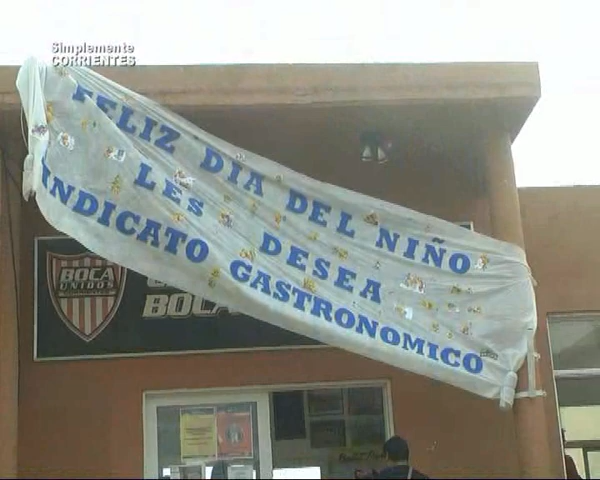 Simplemente
CORRIENTES
FELIZ DIA DEL NIÑO
LES DESEA
SINDICATO GASTRONOMICO
BOCA
UNIDOS
BOCA